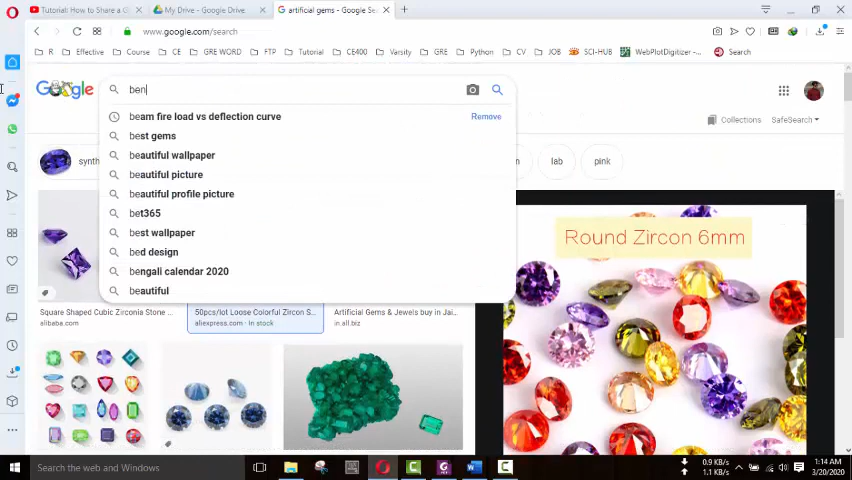 Tutorial: How to Share a G
My Drive - Google Drive
artificial gems - Google Se
www.google.com/search
R
Effective
Course
CE
GRE WORD
FTP
Tutorial
CE400
Varsity
GRE
Python
CV
JOB
SCI-HUB
WebPlotDigitizer -...
Search
Google
ben
beam fire load vs deflection curve
Remove
best gems
beautiful wallpaper
beautiful picture
beautiful profile picture
bet365
best wallpaper
bed design
bengali calendar 2020
beautiful
Collections
SafeSearch
synth
lab
pink
Round Zircon 6mm
Square Shaped Cubic Zirconia Stone ...
alibaba.com
50pcs/lot Loose Colorful Zircon S...
aliexpress.com · In stock
Artificial Gems & Jewels buy in Jai...
in.all.biz
Search the web and Windows
0.9 KB/s
1.1 KB/s
1:14 AM
3/20/2020